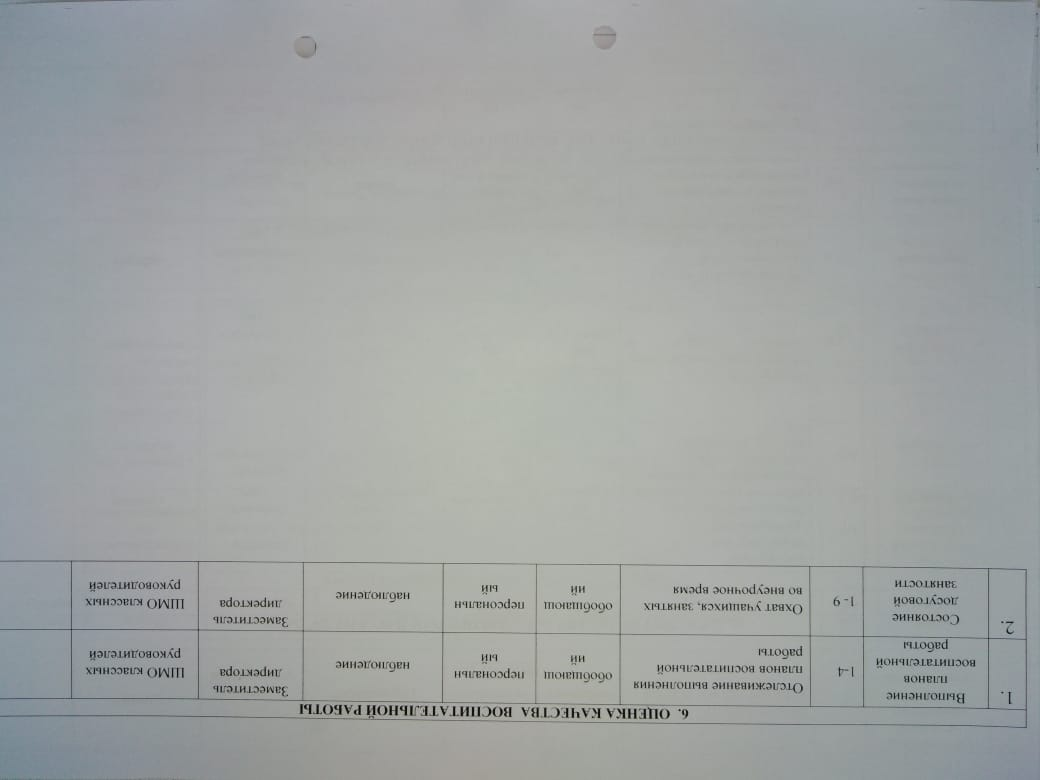 6. ОЦЕНКА КАЧЕСТВА ВОСПИТАТЕЛЬНОЙ РАБОТЫ
1.
Выполнение
планов
воспитательной
работы
1-4
Отслеживание выполнения
планов воспитательной
работы
обобщающ
ий
персональн
ый
наблюдение
Заместитель
директора
ШМО классных
руководителей
2.
Состояние
досуговой
занятости
1- 9
Охват учащихся, занятых
во внеурочное время
обобщающ
ий
персональн
ый
наблюдение
Заместитель
директора
ШМО классных
руководителей